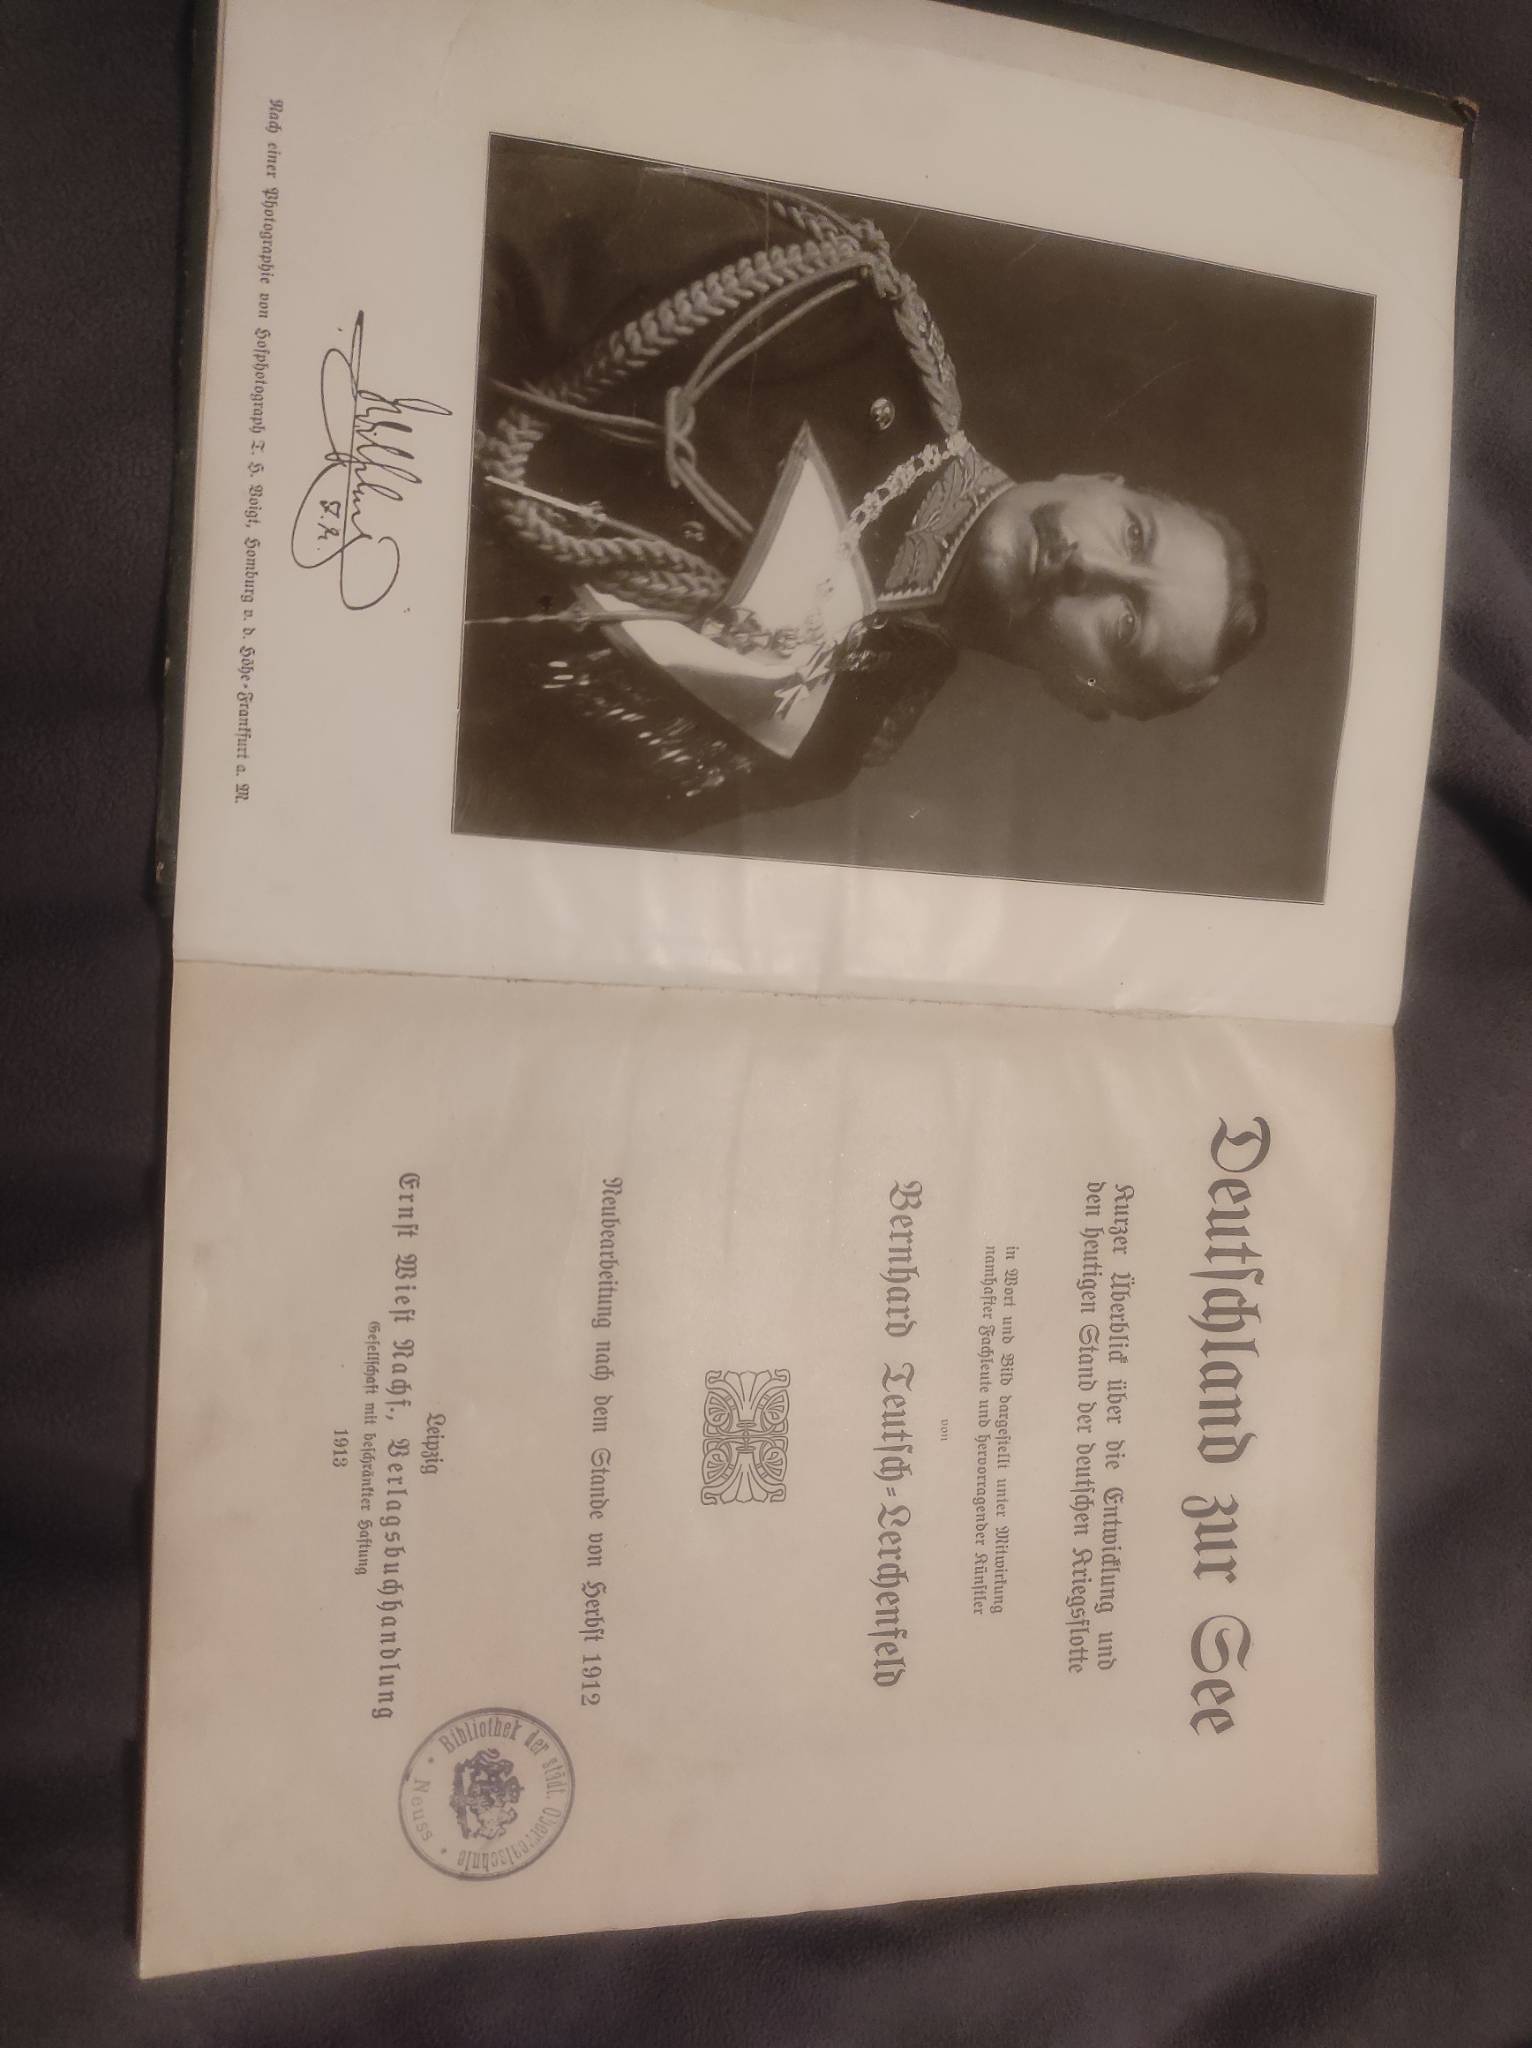 Wilhelm
I. R.
Nach einer Photographie von Hofphotograph T. H. Voigt, Homburg v. d. Höhe-Frankfurt a. M.
Deutschland zur See
Kurzer Überblick über die Entwicklung und
den heutigen Stand der deutschen Kriegsflotte
in Wort und Bild dargestellt unter Mitwirkung
namhafter Fachleute und hervorragender Künstler
von
Bernhard Teutsch-Lerchenfeld
Neubearbeitung nach dem Stande von Herbst 1912
Leipzig
Ernst Wiest Nachf., Verlagsbuchhandlung
Gesellschaft mit beschränkter Haftung
1913
Bibliothek der städt. Oberrealschule
* Neuss *